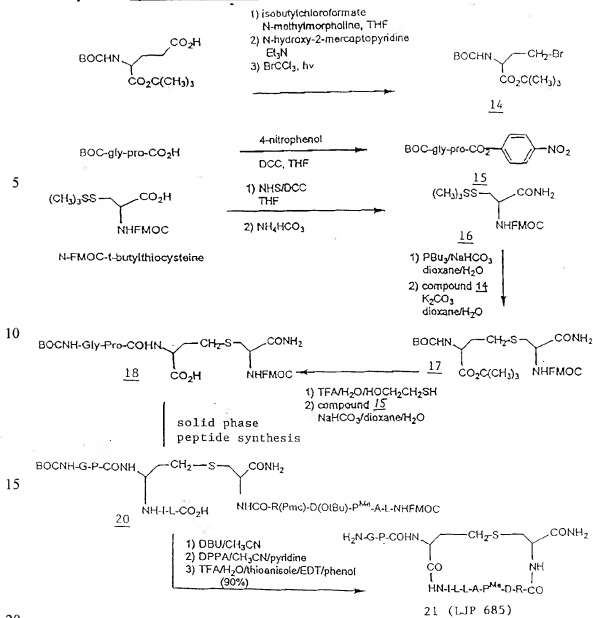 1) isobutylchloroformate
N-methylmorpholine, THF
2) N-hydroxy-2-mercaptopyridine
Et3N
3) BrCCl3, hv
CO2H
BOCHN
CO2C(CH3)3
CH2-Br
BOCHN
CO2C(CH3)3
14
BOC-gly-pro-CO2H
4-nitrophenol
DCC, THF
BOC-gly-pro-CO2 NO2
15
5
(CH3)3SS CO2H
NHFMOC
1) NHS/DCC
THF
2) NH4HCO3
(CH3)3SS CONH2
NHFMOC
16
N-FMOC-t-butylthiocysteine
1) PBu3/NaHCO3
dioxane/H2O
2) compound 14
K2CO3
dioxane/H2O
10
BOCNH-Gly-Pro-COHN CH2-S CONH2
CO2H NHFMOC
18
BOCHN CH2-S CONH2
CO2C(CH3)3 NHFMOC
17
1) TFA/H2O/HOCH2CH2SH
2) compound 15
NaHCO3/dioxane/H2O
solid phase
peptide synthesis
15
BOCNH-G-P-CONH CH2-S CONH2
NH-I-L-CO2H
NHCO-R(Pmc)-D(OtBu)-PMe-A-L-NHFMOC
20
1) DBU/CH3CN
2) DPPA/CH3CN/pyridine
3) TFA/H2O/thioanisole/EDT/phenol
(90%)
H2N-G-P-COHN CH2-S CONH2
CO NH
HN-I-L-L-A-PMe-D-R-CO
21 (LJP 685)
20